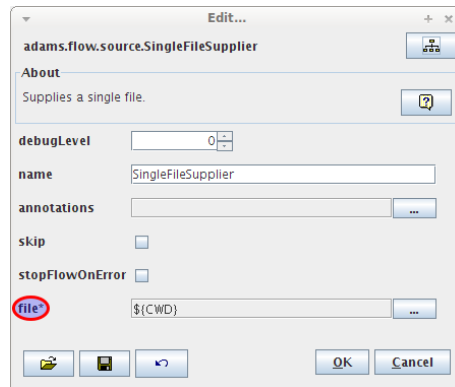 Edit...
adams.flow.source.SingleFileSupplier
About
Supplies a single file.
debugLevel 0
name SingleFileSupplier
annotations ...
skip
stopFlowOnError
file* ${CWD} ...
OK Cancel